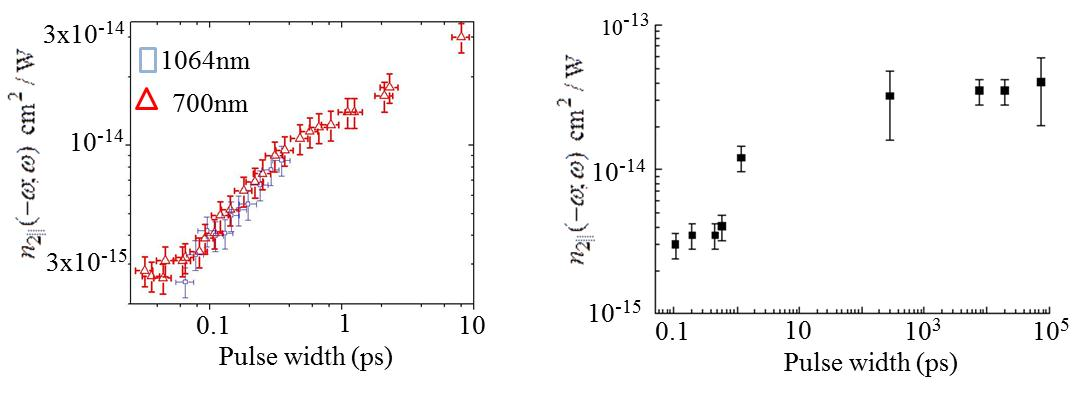 3x10-14
10-14
3x10-15
n2||(−ω;ω) cm2 / W
1064nm
700nm
0.1
1
10
Pulse width (ps)
10-13
10-14
10-15
n2||(−ω;ω) cm2 / W
0.1
10
103
105
Pulse width (ps)